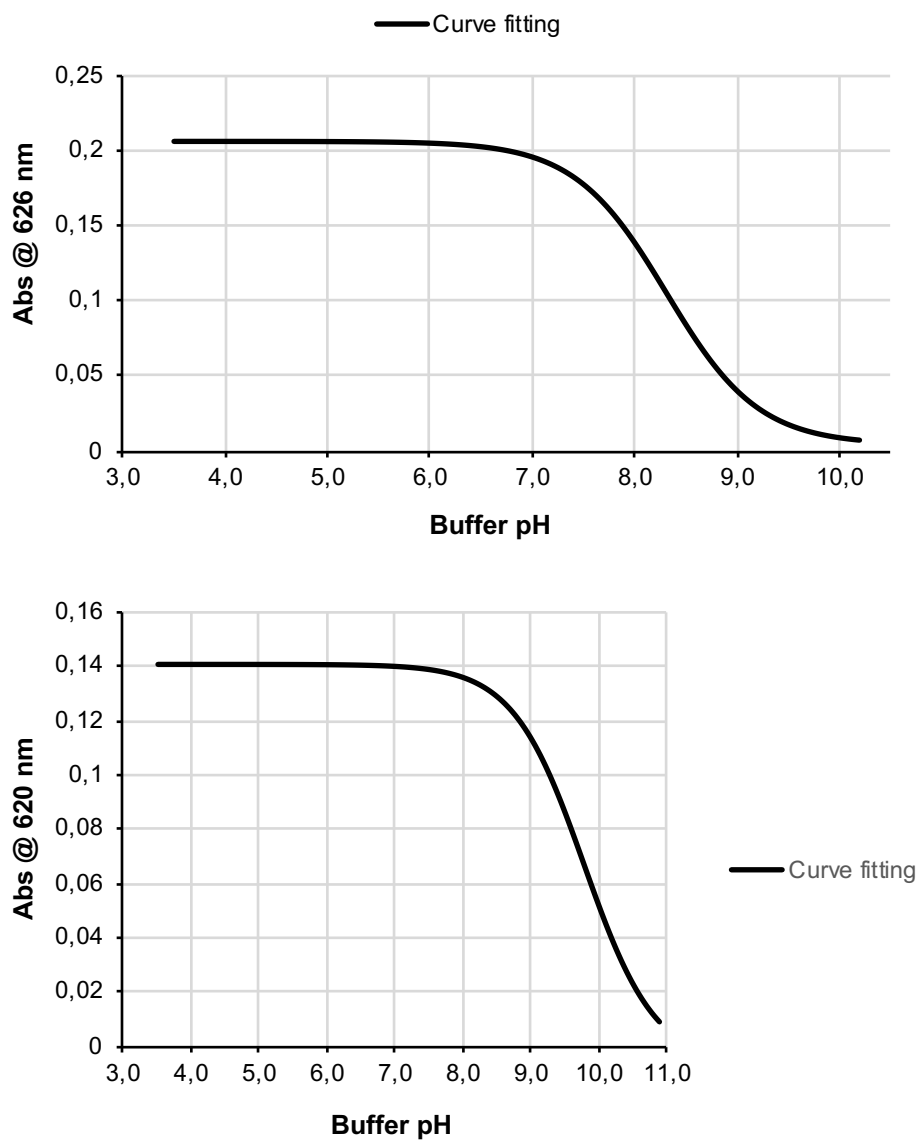 Curve fitting
0,25
0,2
0,15
0,1
0,05
0
Abs @ 626 nm
3,0 4,0 5,0 6,0 7,0 8,0 9,0 10,0
Buffer pH
0,16
0,14
0,12
0,1
0,08
0,06
0,04
0,02
0
Abs @ 620 nm
3,0 4,0 5,0 6,0 7,0 8,0 9,0 10,0 11,0
Buffer pH
Curve fitting